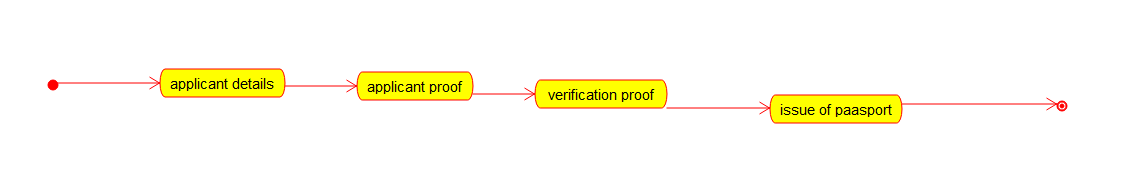 applicant details
applicant proof
verification proof
issue of paasport